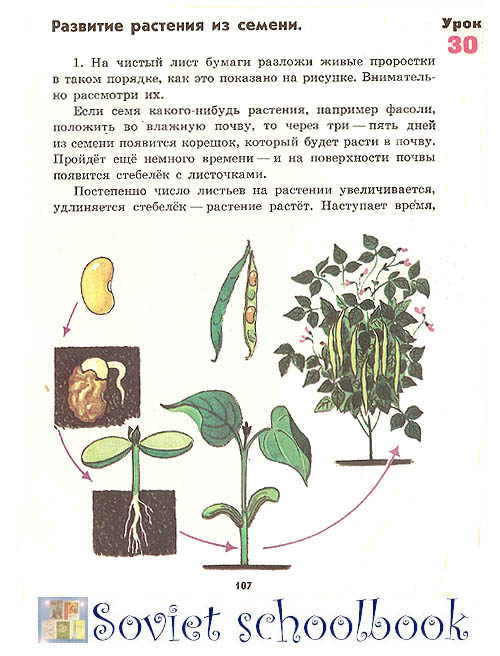 Развитие растения из семени.
Урок
30
1. На чистый лист бумаги разложи живые проростки
в таком порядке, как это показано на рисунке. Вниматель-
но рассмотри их.
Если семя какого-нибудь растения, например фасоли,
положить во влажную почву, то через три — пять дней
из семени появится корешок, который будет расти в почву.
Пройдёт ещё немного времени — и на поверхности почвы
появится стебелёк с листочками.
Постепенно число листьев на растении увеличивается,
удлиняется стебелёк — растение растёт. Наступает время,
107
Soviet schoolbook